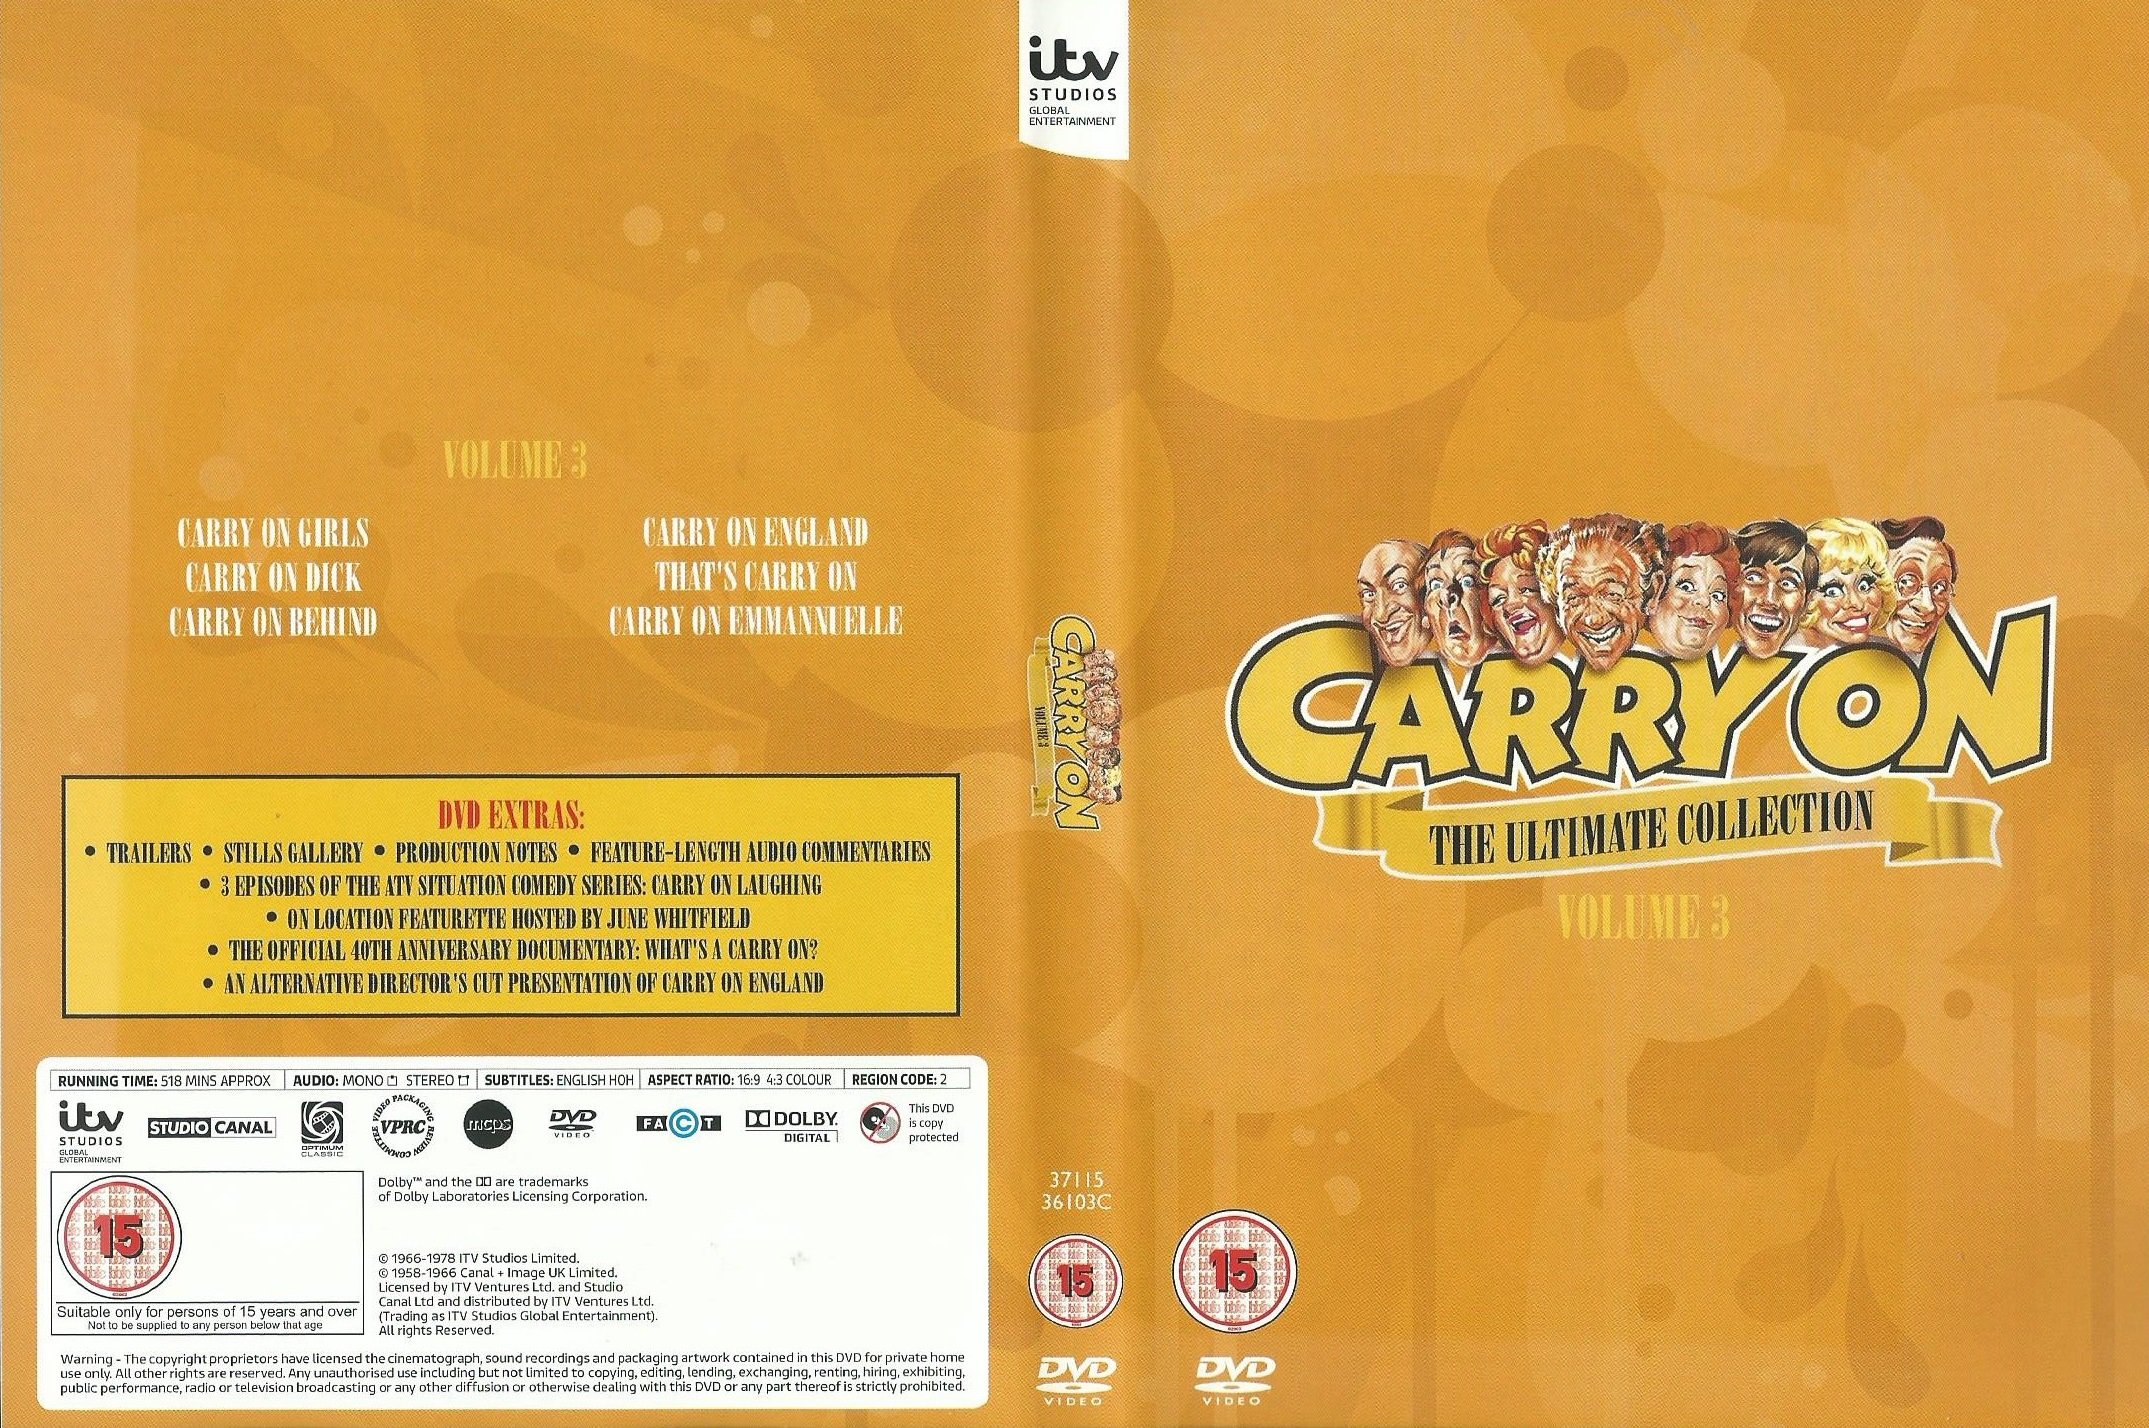 VOLUME 3
CARRY ON GIRLS
CARRY ON DICK
CARRY ON BEHIND
CARRY ON ENGLAND
THAT'S CARRY ON
CARRY ON EMMANNUELLE
DVD EXTRAS:
• TRAILERS • STILLS GALLERY • PRODUCTION NOTES • FEATURE-LENGTH AUDIO COMMENTARIES
• 3 EPISODES OF THE ATV SITUATION COMEDY SERIES: CARRY ON LAUGHING
• ON LOCATION FEATURETTE HOSTED BY JUNE WHITFIELD
• THE OFFICIAL 40TH ANNIVERSARY DOCUMENTARY: WHAT'S A CARRY ON?
• AN ALTERNATIVE DIRECTOR'S CUT PRESENTATION OF CARRY ON ENGLAND
RUNNING TIME: 518 MINS APPROX AUDIO: MONO STEREO SUBTITLES: ENGLISH HOH ASPECT RATIO: 16:9 4:3 COLOUR REGION CODE: 2
itv
STUDIOS
GLOBAL
ENTERTAINMENT
STUDIO CANAL
OPTIMUM
CLASSIC
VIDEO PACKAGING REVIEW COMMITTEE
VPRC
mcps
DVD
VIDEO
FACT
DOLBY
DIGITAL
This DVD
is copy
protected
15
Suitable only for persons of 15 years and over
Not to be supplied to any person below that age
Dolby™ and the are trademarks
of Dolby Laboratories Licensing Corporation.
© 1966-1978 ITV Studios Limited.
© 1958-1966 Canal + Image UK Limited.
Licensed by ITV Ventures Ltd. and Studio
Canal Ltd and distributed by ITV Ventures Ltd.
(Trading as ITV Studios Global Entertainment).
All rights Reserved.
Warning - The copyright proprietors have licensed the cinematograph, sound recordings and packaging artwork contained in this DVD for private home
use only. All other rights are reserved. Any unauthorised use including but not limited to copying, editing, lending, exchanging, renting, hiring, exhibiting,
public performance, radio or television broadcasting or any other diffusion or otherwise dealing with this DVD or any part thereof is strictly prohibited.
itv
STUDIOS
GLOBAL
ENTERTAINMENT
CARRY ON
VOLUME 3
37115
36103C
15
DVD
VIDEO
CARRY ON
THE ULTIMATE COLLECTION
VOLUME 3
15
DVD
VIDEO